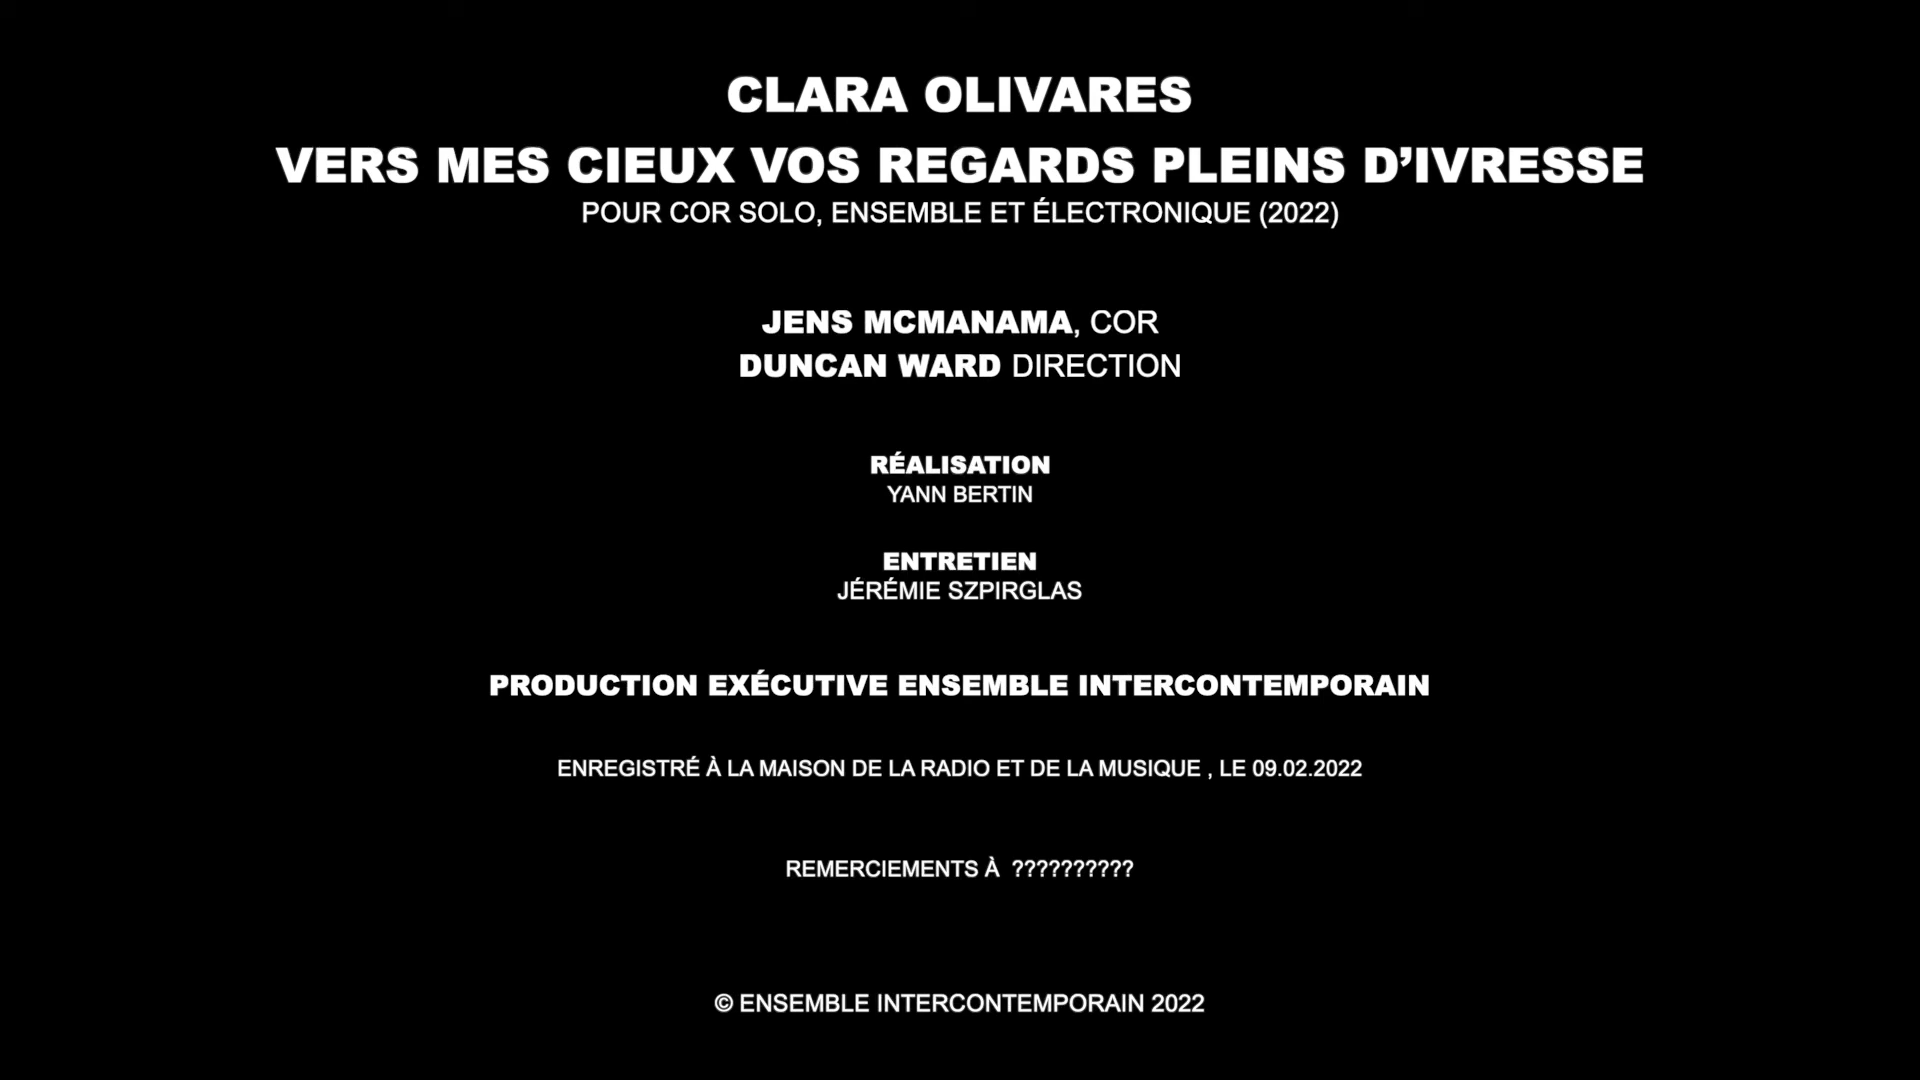 CLARA OLIVARES
VERS MES CIEUX VOS REGARDS PLEINS D’IVRESSE
POUR COR SOLO, ENSEMBLE ET ÉLECTRONIQUE (2022)
JENS MCMANAMA, COR
DUNCAN WARD DIRECTION
RÉALISATION
YANN BERTIN
ENTRETIEN
JÉRÉMIE SZPIRGLAS
PRODUCTION EXÉCUTIVE ENSEMBLE INTERCONTEMPORAIN
ENREGISTRÉ À LA MAISON DE LA RADIO ET DE LA MUSIQUE , LE 09.02.2022
REMERCIEMENTS À  ??????????
© ENSEMBLE INTERCONTEMPORAIN 2022